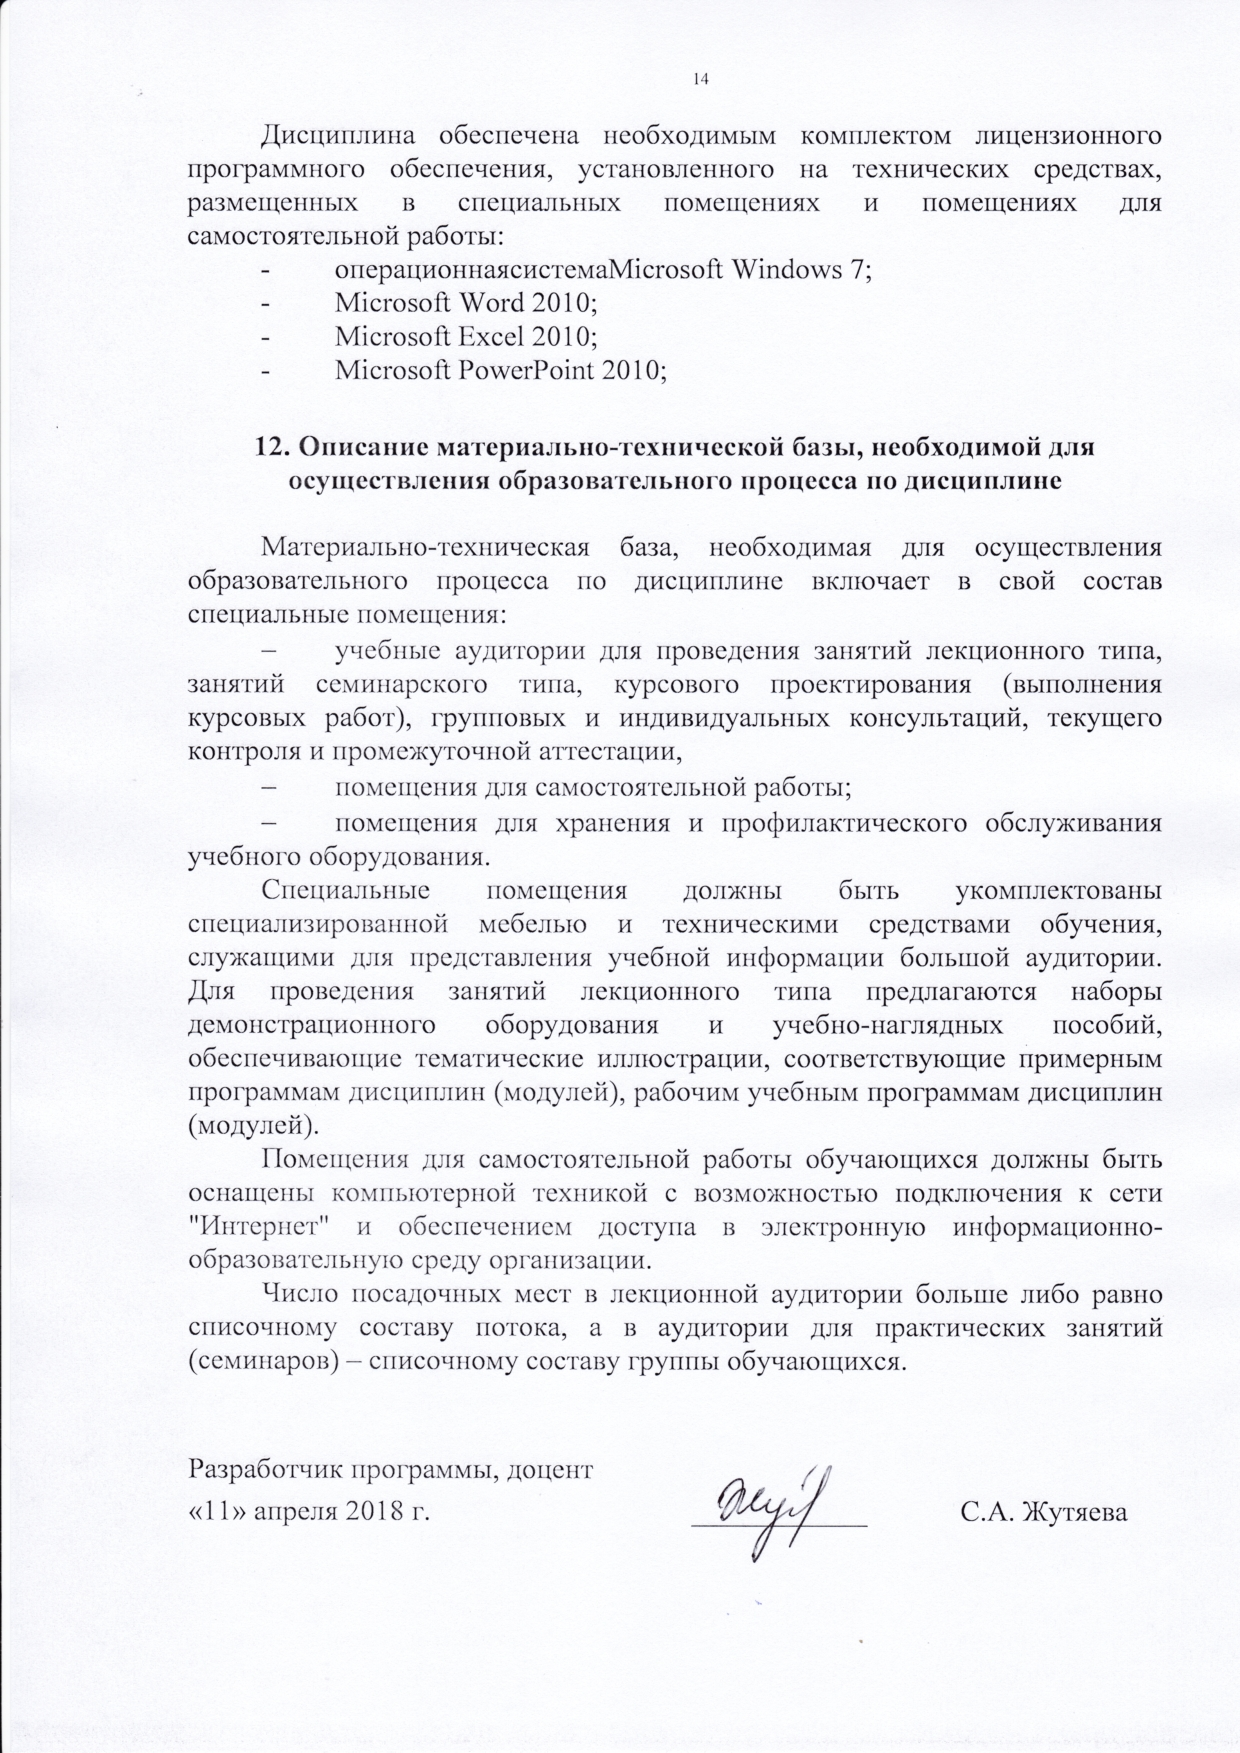 14
Дисциплина обеспечена необходимым комплектом лицензионного
программного обеспечения, установленного на технических средствах,
размещенных в специальных помещениях и помещениях для
самостоятельной работы:
- операционнаясистемаMicrosoft Windows 7;
- Microsoft Word 2010;
- Microsoft Excel 2010;
- Microsoft PowerPoint 2010;
12. Описание материально-технической базы, необходимой для
осуществления образовательного процесса по дисциплине
Материально-техническая база, необходимая для осуществления
образовательного процесса по дисциплине включает в свой состав
специальные помещения:
– учебные аудитории для проведения занятий лекционного типа,
занятий семинарского типа, курсового проектирования (выполнения
курсовых работ), групповых и индивидуальных консультаций, текущего
контроля и промежуточной аттестации,
– помещения для самостоятельной работы;
– помещения для хранения и профилактического обслуживания
учебного оборудования.
Специальные помещения должны быть укомплектованы
специализированной мебелью и техническими средствами обучения,
служащими для представления учебной информации большой аудитории.
Для проведения занятий лекционного типа предлагаются наборы
демонстрационного оборудования и учебно-наглядных пособий,
обеспечивающие тематические иллюстрации, соответствующие примерным
программам дисциплин (модулей), рабочим учебным программам дисциплин
(модулей).
Помещения для самостоятельной работы обучающихся должны быть
оснащены компьютерной техникой с возможностью подключения к сети
"Интернет" и обеспечением доступа в электронную информационно-
образовательную среду организации.
Число посадочных мест в лекционной аудитории больше либо равно
списочному составу потока, а в аудитории для практических занятий
(семинаров) – списочному составу группы обучающихся.
Разработчик программы, доцент
«11» апреля 2018 г. С.А. Жутяева